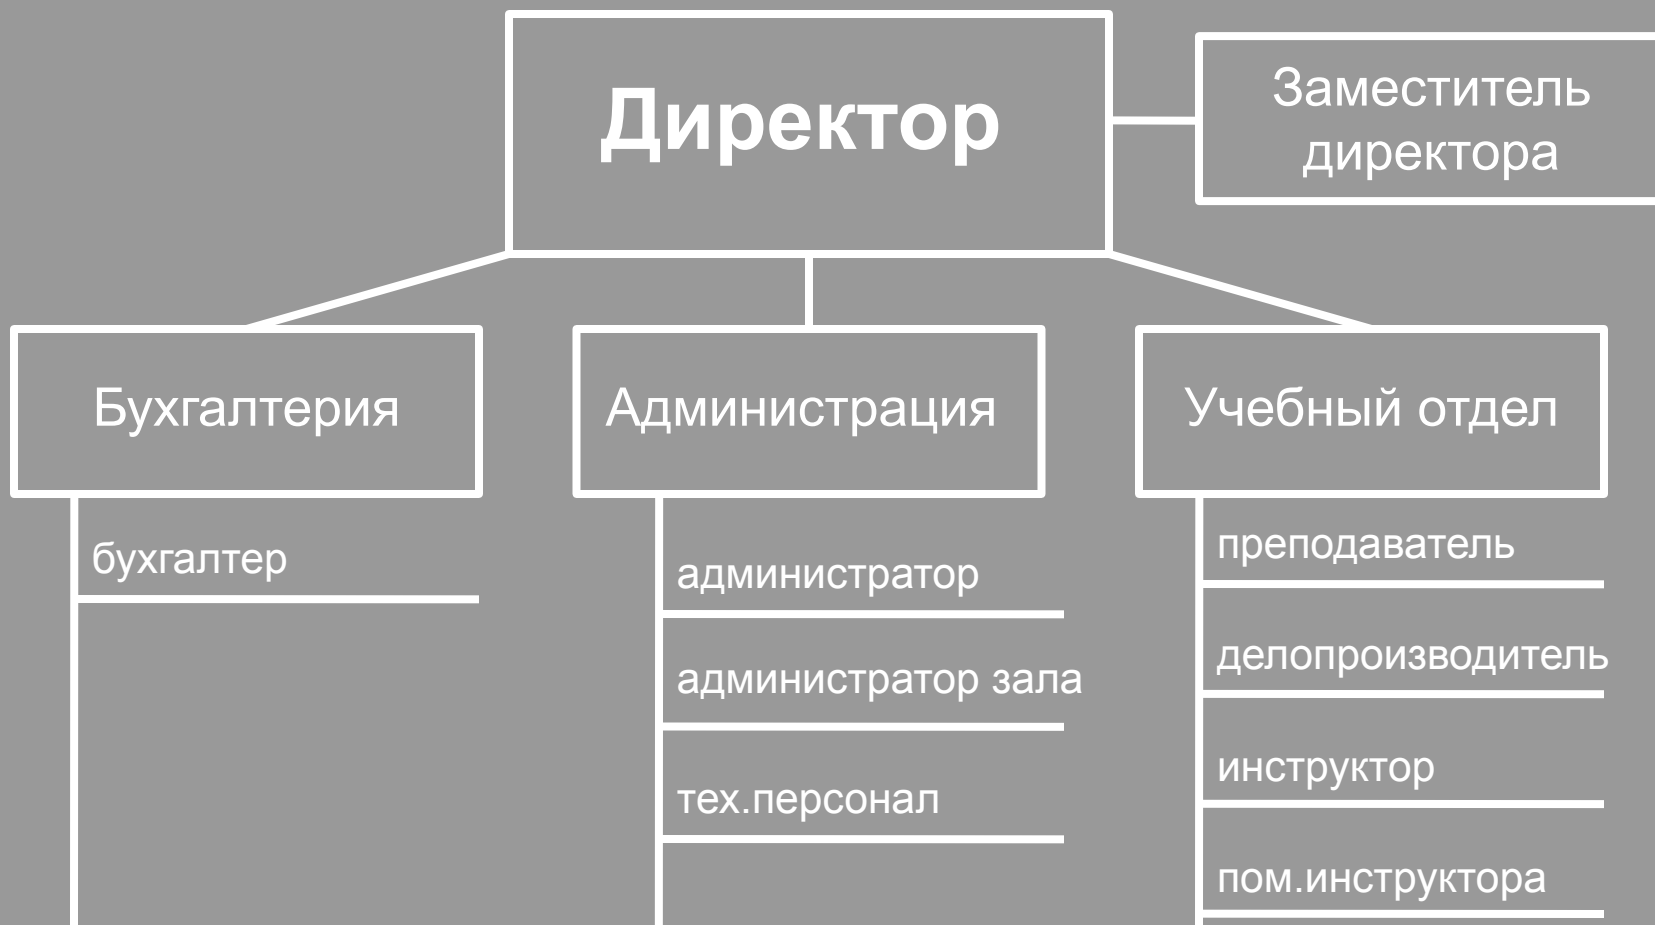 Директор
Заместитель
директора
Бухгалтерия
Администрация
Учебный отдел
бухгалтер
администратор
администратор зала
тех.персонал
преподаватель
делопроизводитель
инструктор
пом.инструктора